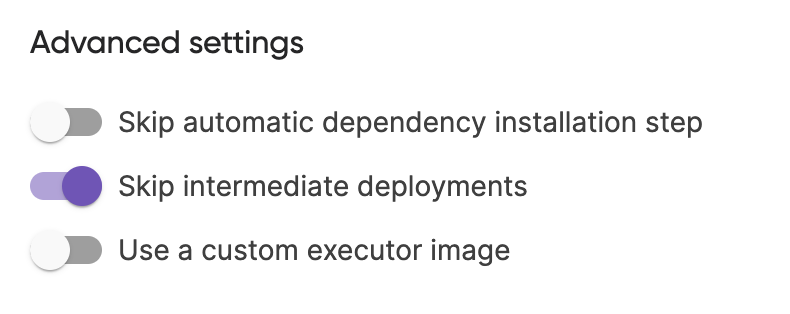 Advanced settings
Skip automatic dependency installation step
Skip intermediate deployments
Use a custom executor image